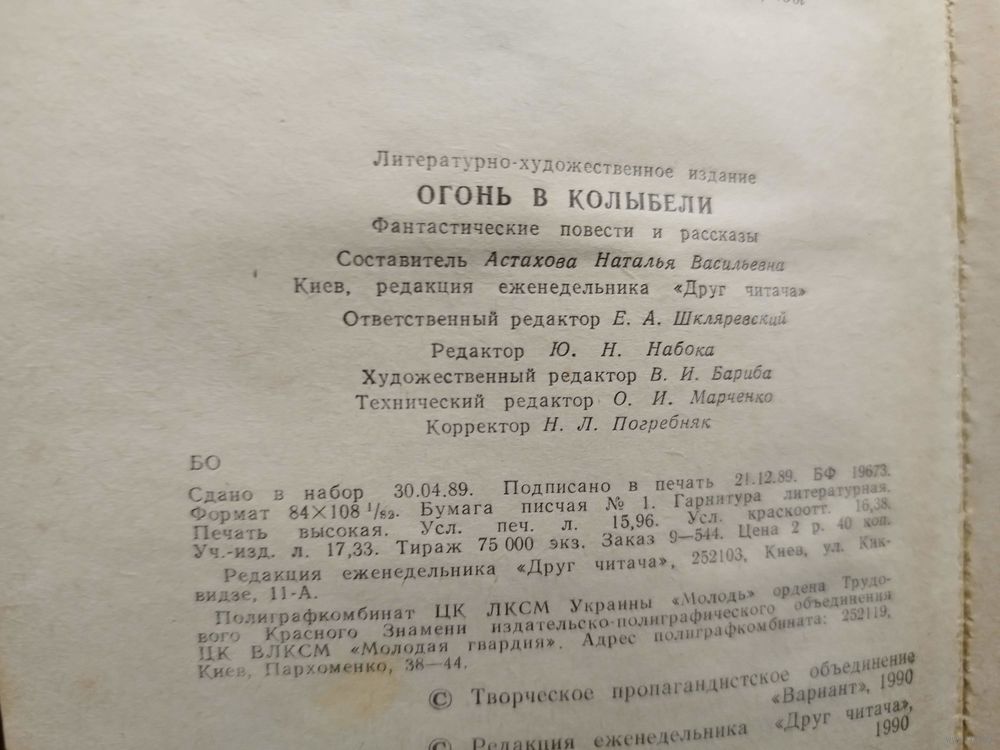 Литературно-художественное издание
ОГОНЬ В КОЛЫБЕЛИ
Фантастические повести и рассказы
Составитель Астахова Наталья Васильевна
Киев, редакция еженедельника «Друг читача»
Ответственный редактор Е. А. Шкляревский
Редактор Ю. Н. Набока
Художественный редактор В. И. Бариба
Технический редактор О. И. Марченко
Корректор Н. Л. Погребняк
БО
Сдано в набор 30.04.89. Подписано в печать 21.12.89. БФ 19673.
Формат 84×108 1/32. Бумага писчая № 1. Гарнитура литературная.
Печать высокая. Усл. печ. л. 15,96. Усл. краскоотт. 16,38.
Уч.-изд. л. 17,33. Тираж 75 000 экз. Заказ 9—544. Цена 2 р. 40 коп.
Редакция еженедельника «Друг читача», 252103, Киев, ул. Кик-
видзе, 11-А.
Полиграфкомбинат ЦК ЛКСМ Украины «Молодь» ордена Трудо-
вого Красного Знамени издательско-полиграфического объединения
ЦК ВЛКСМ «Молодая гвардия». Адрес полиграфкомбината: 252119,
Киев, Пархоменко, 38—44.
© Творческое пропагандистское объединение
«Вариант», 1990
© Редакция еженедельника «Друг читача»,
1990